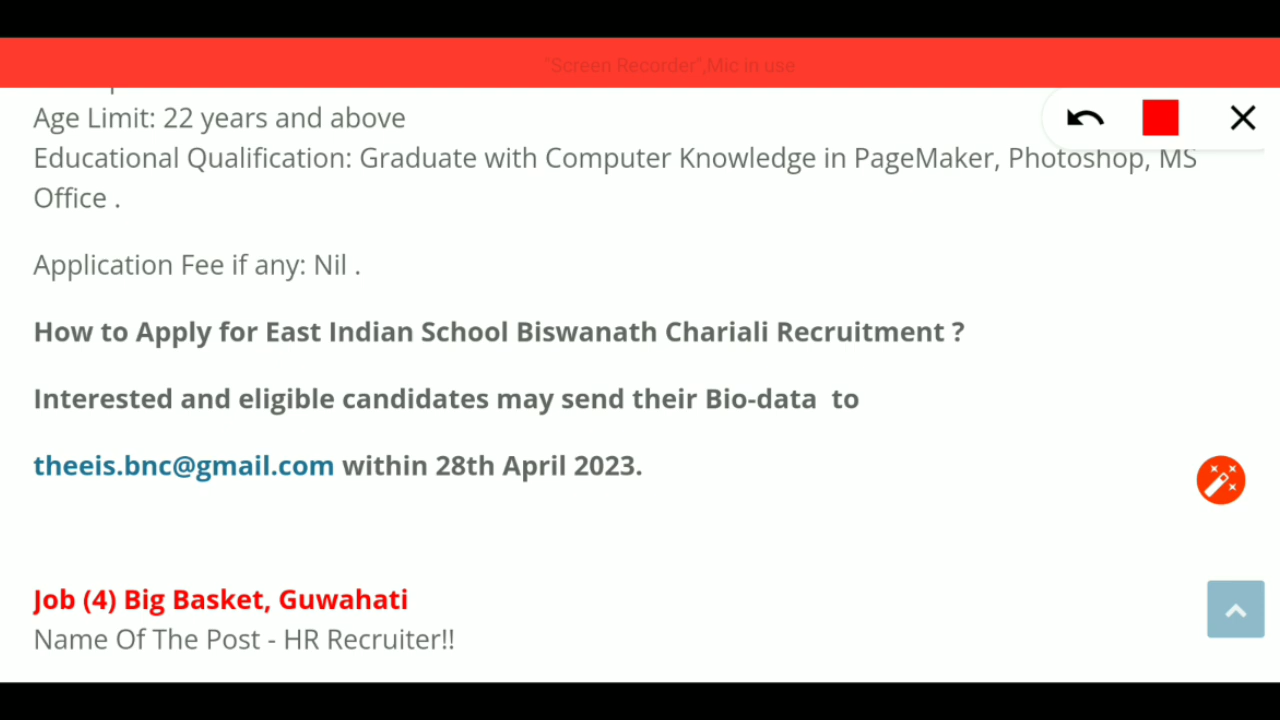 "Screen Recorder",Mic in use
Age Limit: 22 years and above
Educational Qualification: Graduate with Computer Knowledge in PageMaker, Photoshop, MS
Office .
Application Fee if any: Nil .
How to Apply for East Indian School Biswanath Chariali Recruitment ?
Interested and eligible candidates may send their Bio-data  to
theeis.bnc@gmail.com within 28th April 2023.
Job (4) Big Basket, Guwahati
Name Of The Post - HR Recruiter!!